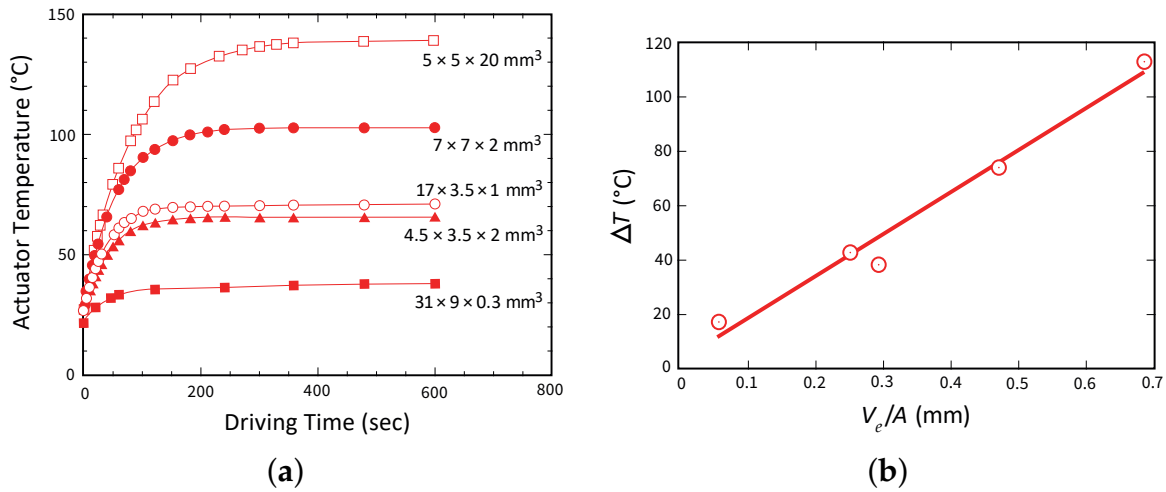 150
100
50
0
Actuator Temperature (°C)
5 × 5 × 20 mm³
7 × 7 × 2 mm³
17 × 3.5 × 1 mm³
4.5 × 3.5 × 2 mm³
31 × 9 × 0.3 mm³
0 200 400 600 800
Driving Time (sec)
(a)
120
100
80
60
40
20
0
ΔT (°C)
0 0.1 0.2 0.3 0.4 0.5 0.6 0.7
Vₑ/A (mm)
(b)